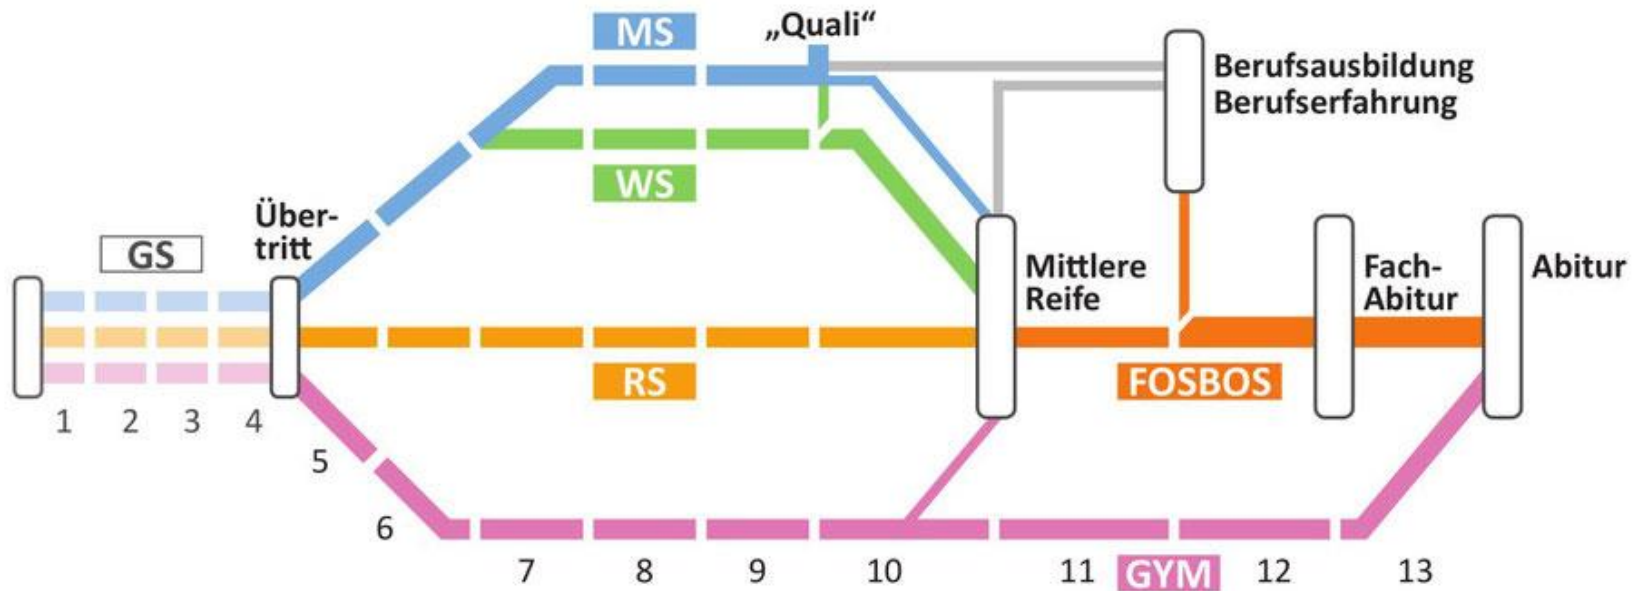 MS
„Quali“
Berufsausbildung
Berufserfahrung
WS
Über-
tritt
GS
Mittlere
Reife
Fach-
Abitur
Abitur
RS
FOSBOS
1 2 3 4
5
6
7 8 9 10 11 GYM 12 13